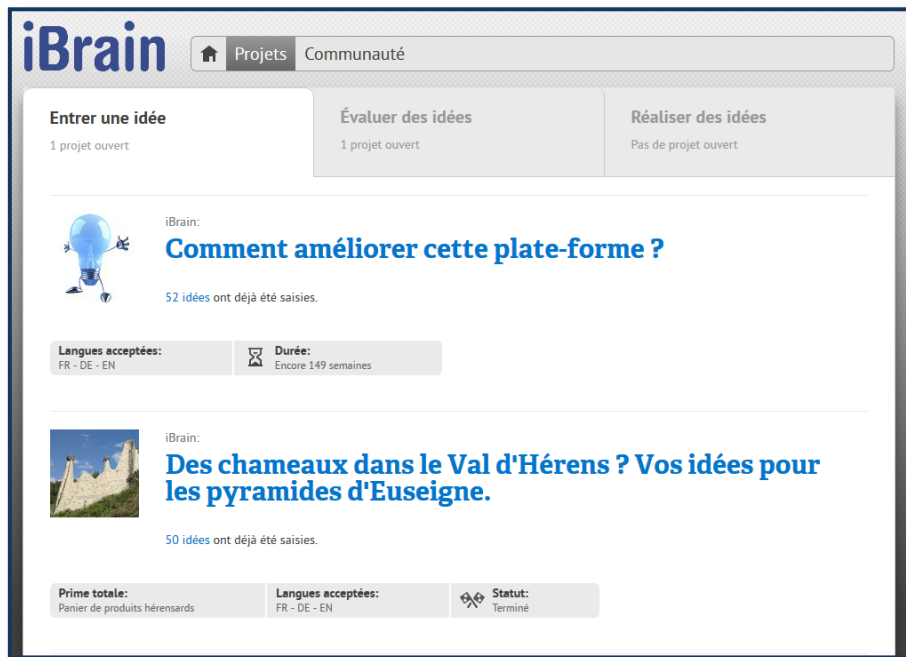 iBrain
Projets Communauté
Entrer une idée
1 projet ouvert
Évaluer des idées
1 projet ouvert
Réaliser des idées
Pas de projet ouvert
iBrain:
Comment améliorer cette plate-forme ?
52 idées ont déjà été saisies.
Langues acceptées:
FR - DE - EN
Durée:
Encore 149 semaines
iBrain:
Des chameaux dans le Val d'Hérens ? Vos idées pour
les pyramides d'Euseigne.
50 idées ont déjà été saisies.
Prime totale:
Panier de produits hérensards
Langues acceptées:
FR - DE - EN
Statut:
Terminé